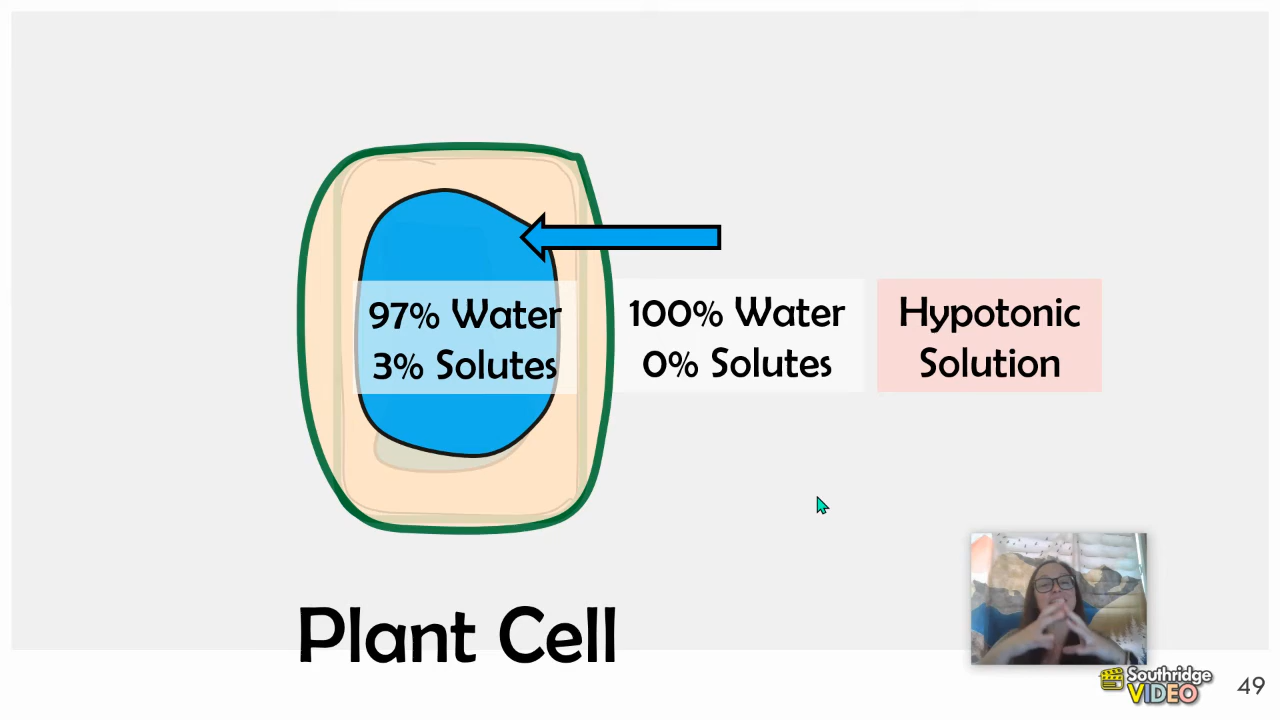 97% Water
3% Solutes
100% Water
0% Solutes
Hypotonic
Solution
Plant Cell
Southridge
VIDEO
49